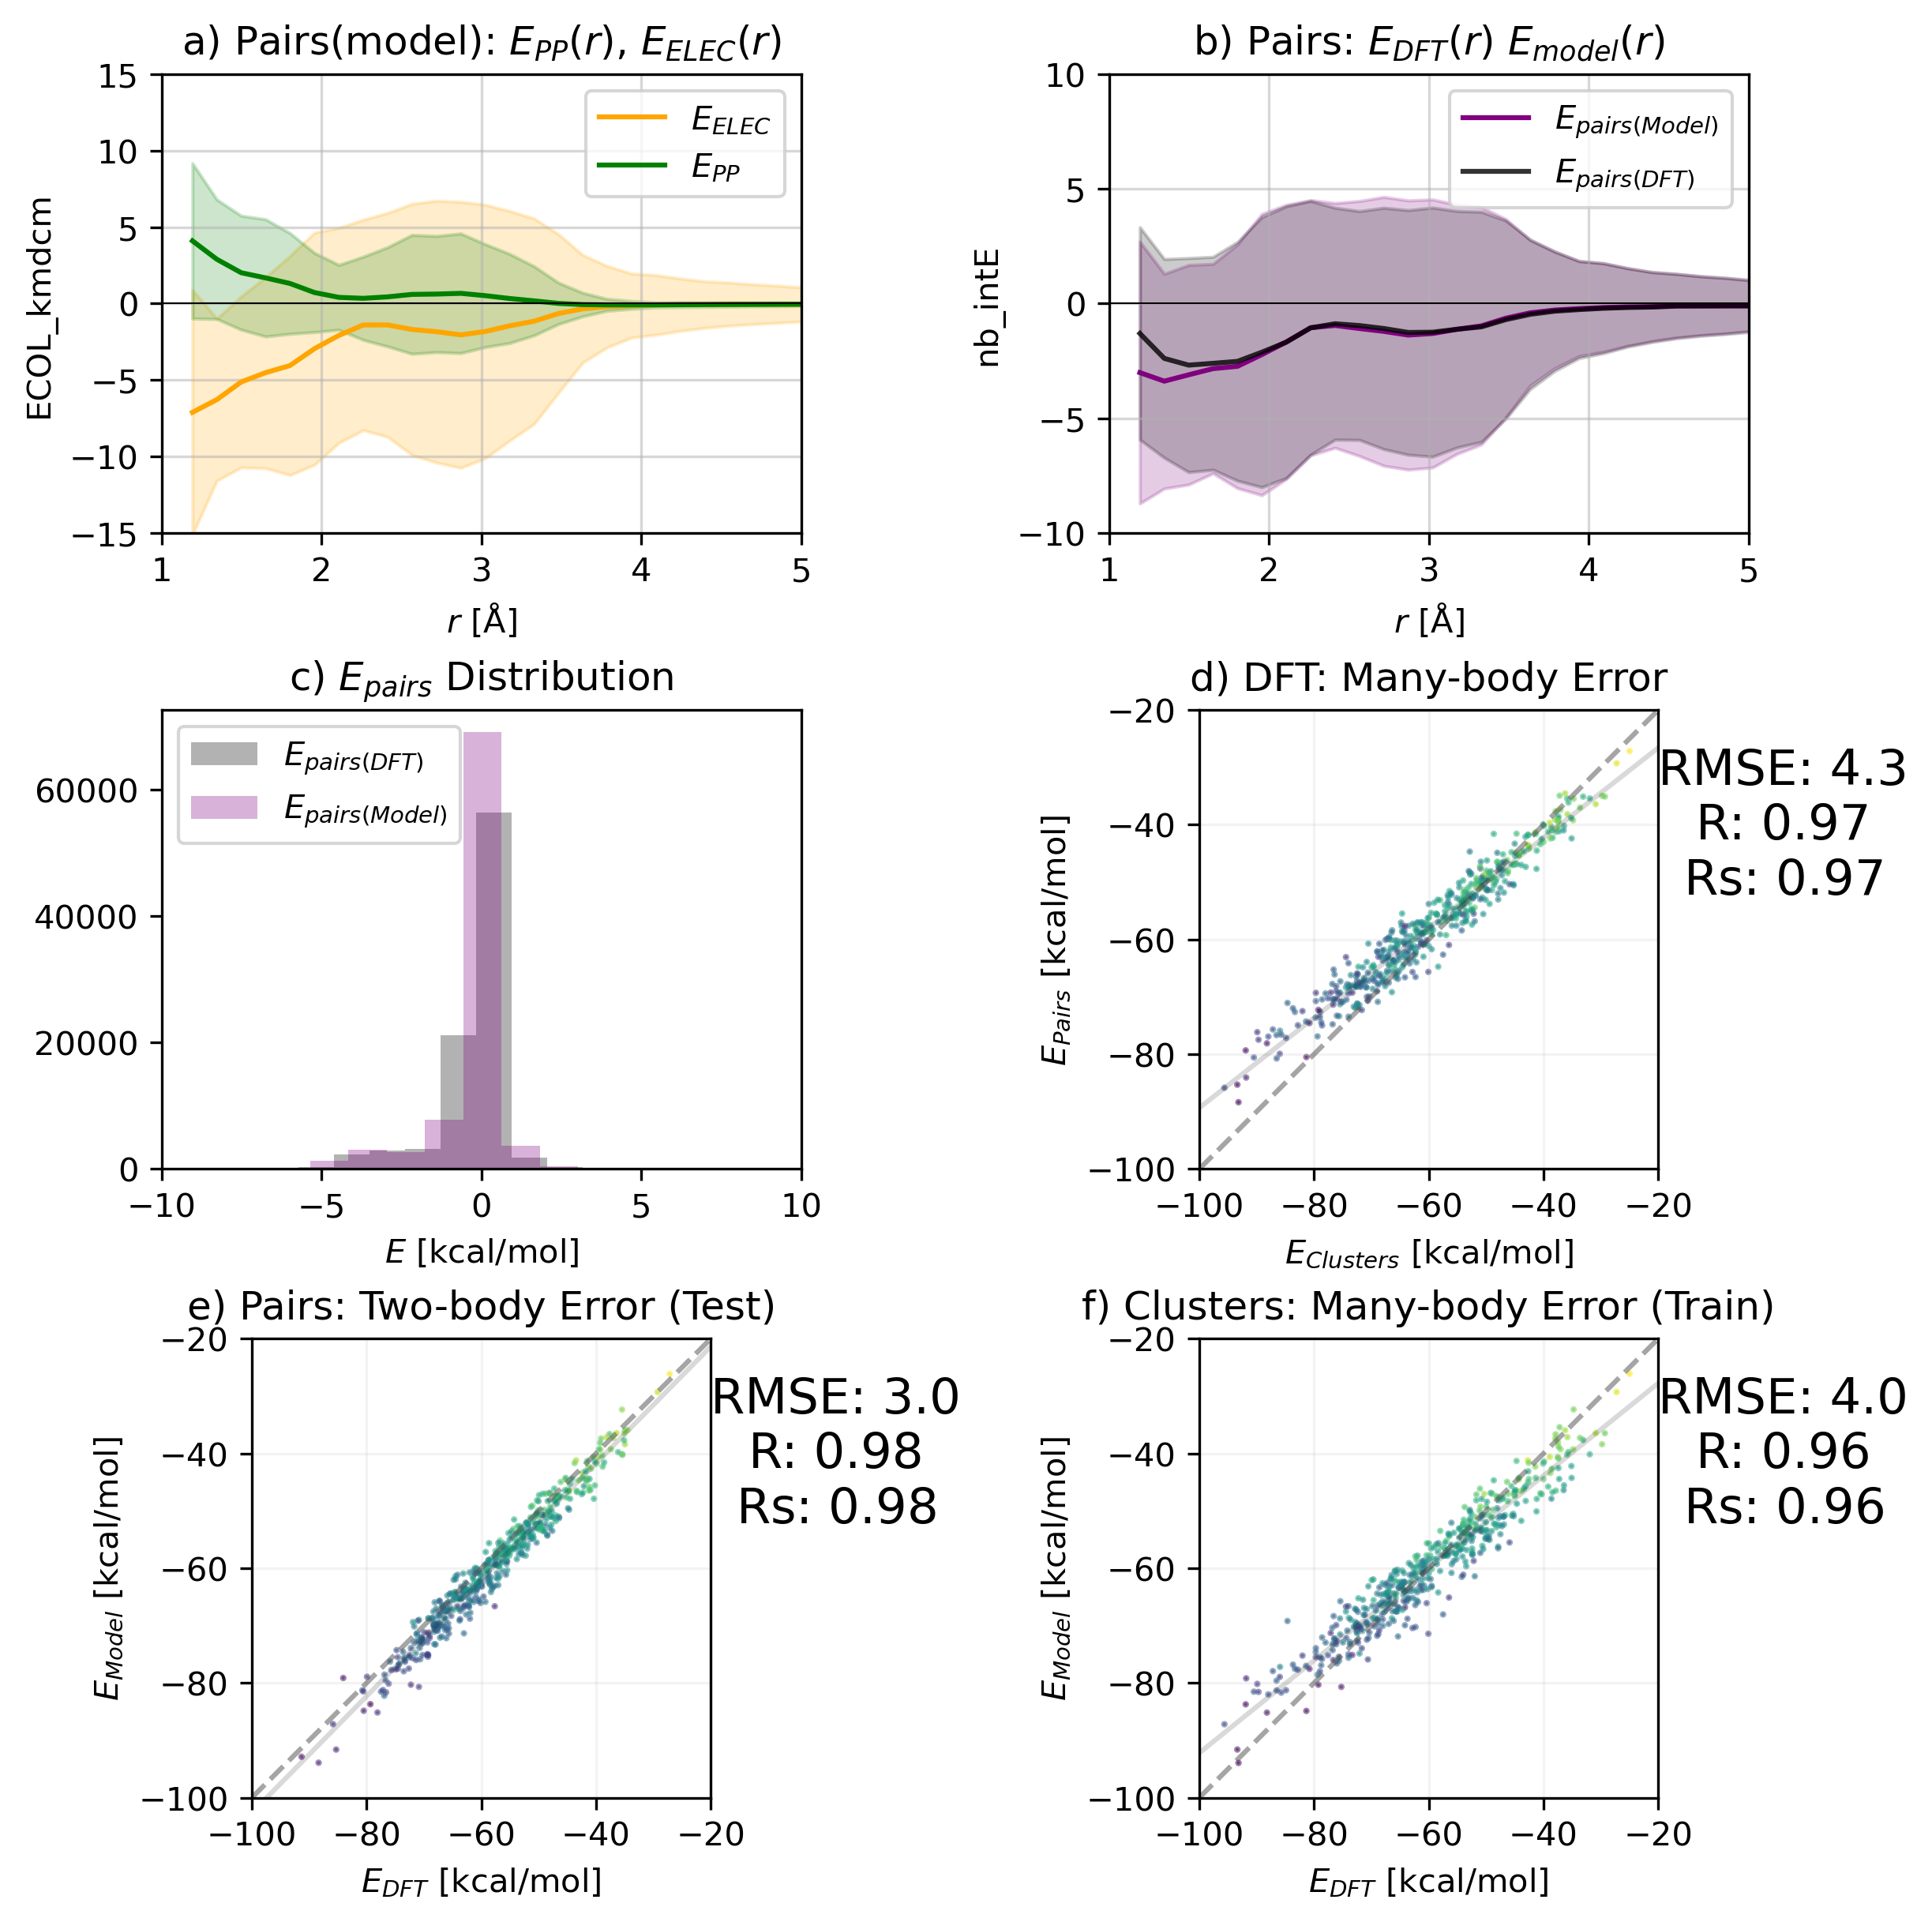 a) Pairs(model): E_PP(r), E_ELEC(r)
15
10
5
0
−5
−10
−15
ECOL_kmdcm
E_ELEC
E_PP
1 2 3 4 5
r [Å]
b) Pairs: E_DFT(r) E_model(r)
10
5
0
−5
−10
nb_intE
E_pairs(Model)
E_pairs(DFT)
1 2 3 4 5
r [Å]
c) E_pairs Distribution
60000
40000
20000
0
E_pairs(DFT)
E_pairs(Model)
−10 −5 0 5 10
E [kcal/mol]
d) DFT: Many-body Error
−20
−40
−60
−80
−100
E_Pairs [kcal/mol]
RMSE: 4.3
R: 0.97
Rs: 0.97
−100 −80 −60 −40 −20
E_Clusters [kcal/mol]
e) Pairs: Two-body Error (Test)
−20
−40
−60
−80
−100
E_Model [kcal/mol]
RMSE: 3.0
R: 0.98
Rs: 0.98
−100 −80 −60 −40 −20
E_DFT [kcal/mol]
f) Clusters: Many-body Error (Train)
−20
−40
−60
−80
−100
E_Model [kcal/mol]
RMSE: 4.0
R: 0.96
Rs: 0.96
−100 −80 −60 −40 −20
E_DFT [kcal/mol]